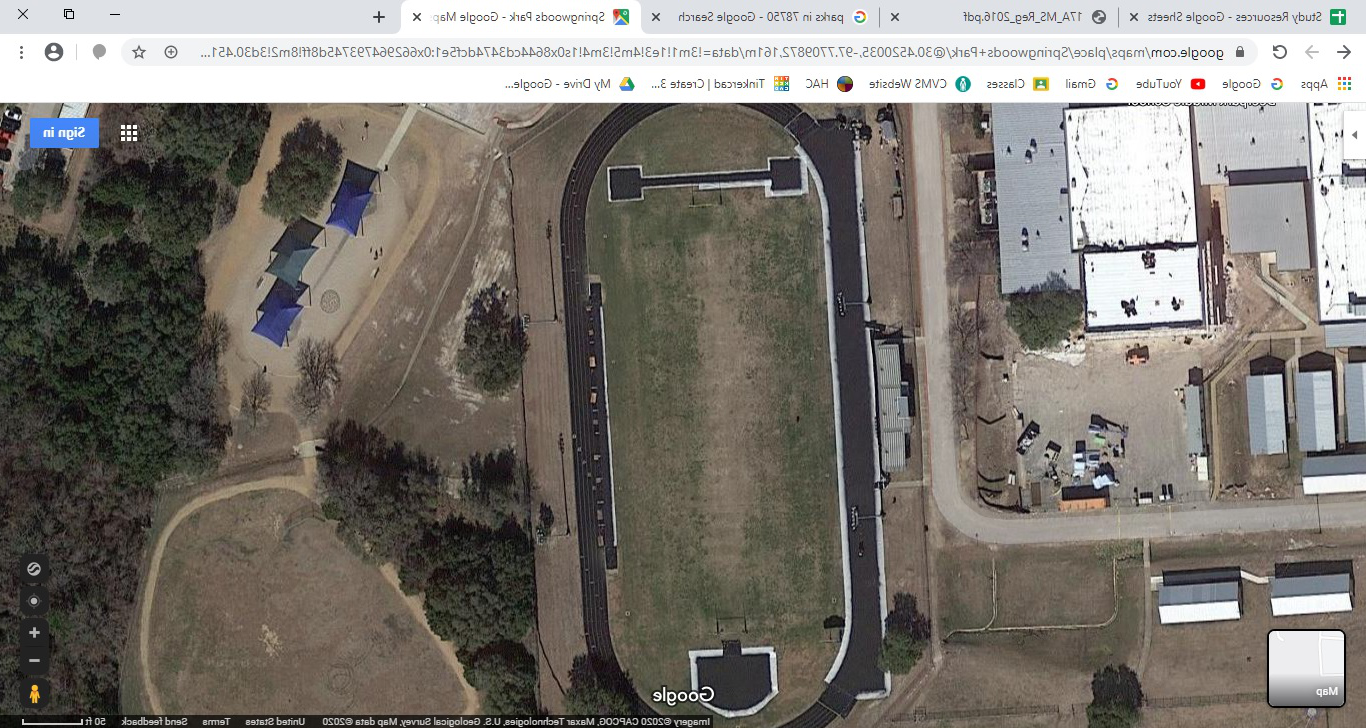 Study Resources - Google Sheets
17A_MS_Reg_2016.pdf
parks in 78750 - Google Search
Springwoods Park - Google Map
google.com/maps/place/Springwoods+Park/@30.4520035,-97.7709872,161m/data=!3m1!1e3!4m5!3m4!1s0x8644cd3474dcf5e1:0x662964793745d48ff!8m2!3d30.451...
Apps
Google
YouTube
Gmail
Classes
CVMS Website
HAC
Tinkercad | Create 3...
My Drive - Google...
Sign in
Google
Map
Imagery ©2020 CAPCOG, Maxar Technologies, U.S. Geological Survey, Map data ©2020 United States Terms Send feedback 50 ft